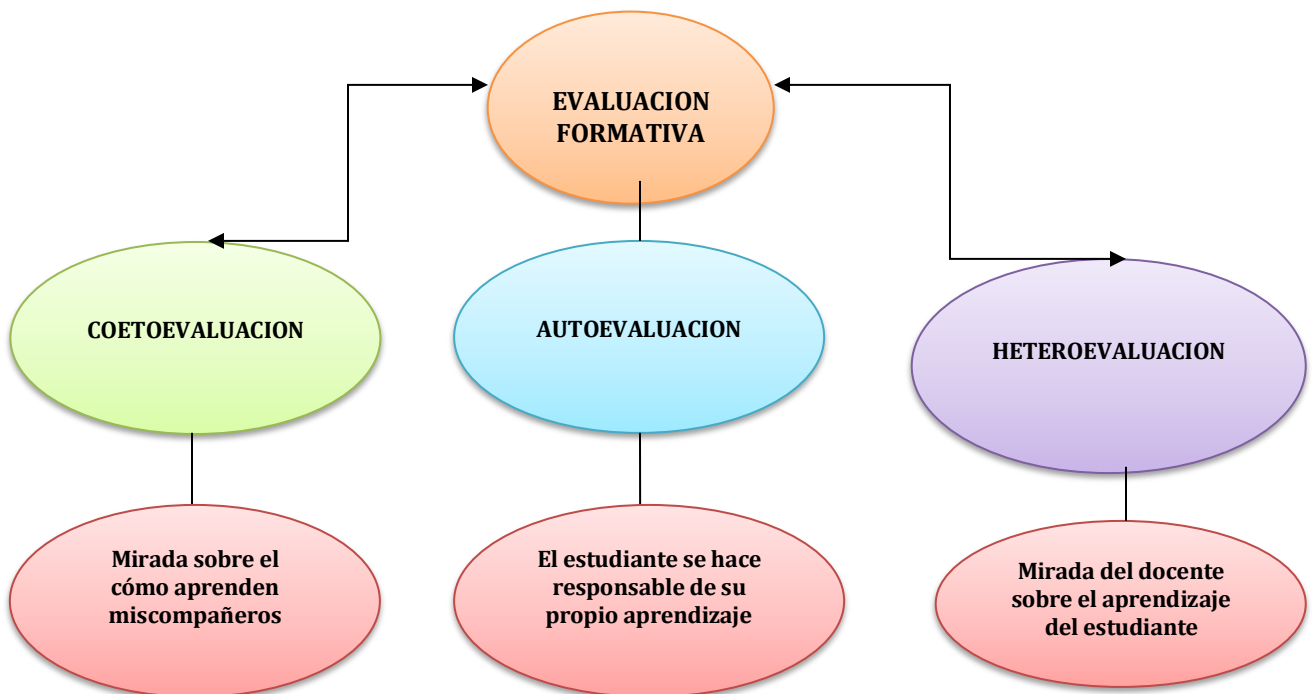 EVALUACION
FORMATIVA
COETOEVALUACION
AUTOEVALUACION
HETEROEVALUACION
Mirada sobre el
cómo aprenden
miscompañeros
El estudiante se hace
responsable de su
propio aprendizaje
Mirada del docente
sobre el aprendizaje
del estudiante